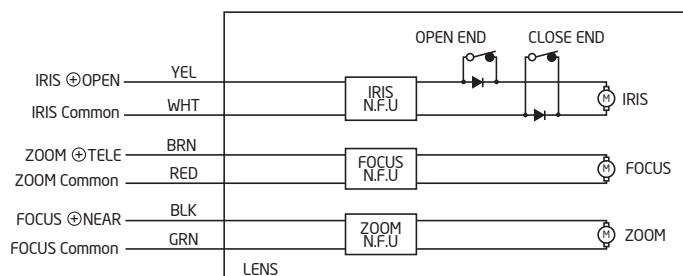 OPEN END CLOSE END
IRIS ⊕OPEN YEL
IRIS N.F.U
M IRIS
IRIS Common WHT
ZOOM ⊕TELE BRN
FOCUS N.F.U
M FOCUS
ZOOM Common RED
FOCUS ⊕NEAR BLK
ZOOM N.F.U
M ZOOM
FOCUS Common GRN
LENS